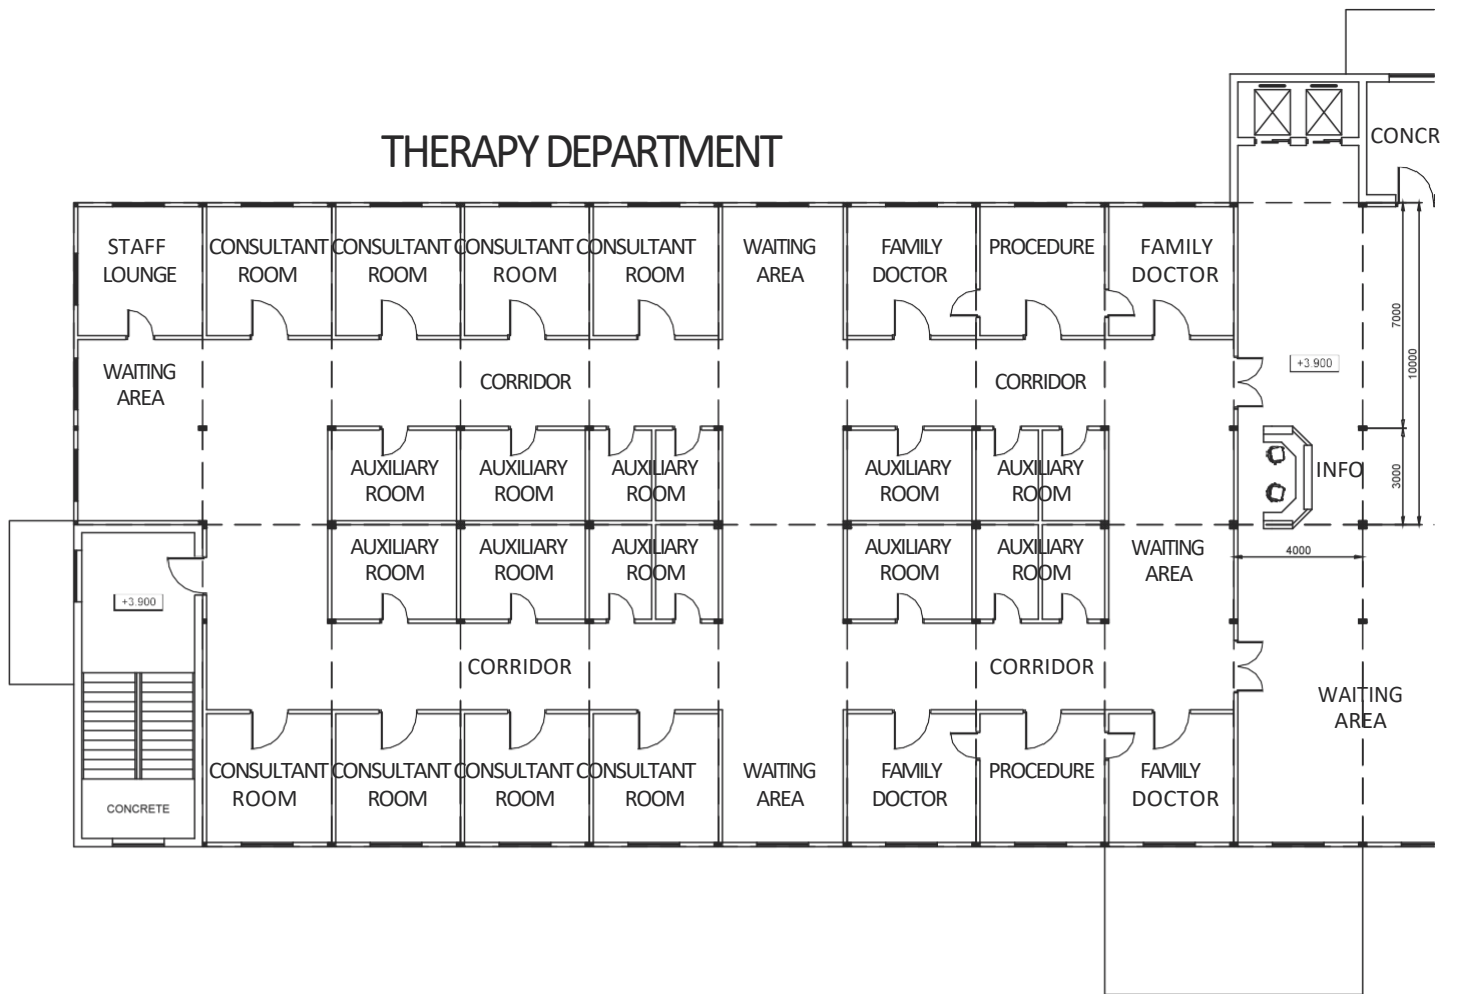 THERAPY DEPARTMENT
CONCR
STAFF
LOUNGE
CONSULTANT
ROOM
CONSULTANT
ROOM
CONSULTANT
ROOM
CONSULTANT
ROOM
WAITING
AREA
FAMILY
DOCTOR
PROCEDURE
FAMILY
DOCTOR
7000
10000
+3.900
WAITING
AREA
CORRIDOR
CORRIDOR
AUXILIARY
ROOM
AUXILIARY
ROOM
AUXILIARY
ROOM
AUXILIARY
ROOM
AUXILIARY
ROOM
INFO
3000
AUXILIARY
ROOM
AUXILIARY
ROOM
AUXILIARY
ROOM
AUXILIARY
ROOM
AUXILIARY
ROOM
WAITING
AREA
4000
+3.900
CORRIDOR
CORRIDOR
WAITING
AREA
CONCRETE
CONSULTANT
ROOM
CONSULTANT
ROOM
CONSULTANT
ROOM
CONSULTANT
ROOM
WAITING
AREA
FAMILY
DOCTOR
PROCEDURE
FAMILY
DOCTOR